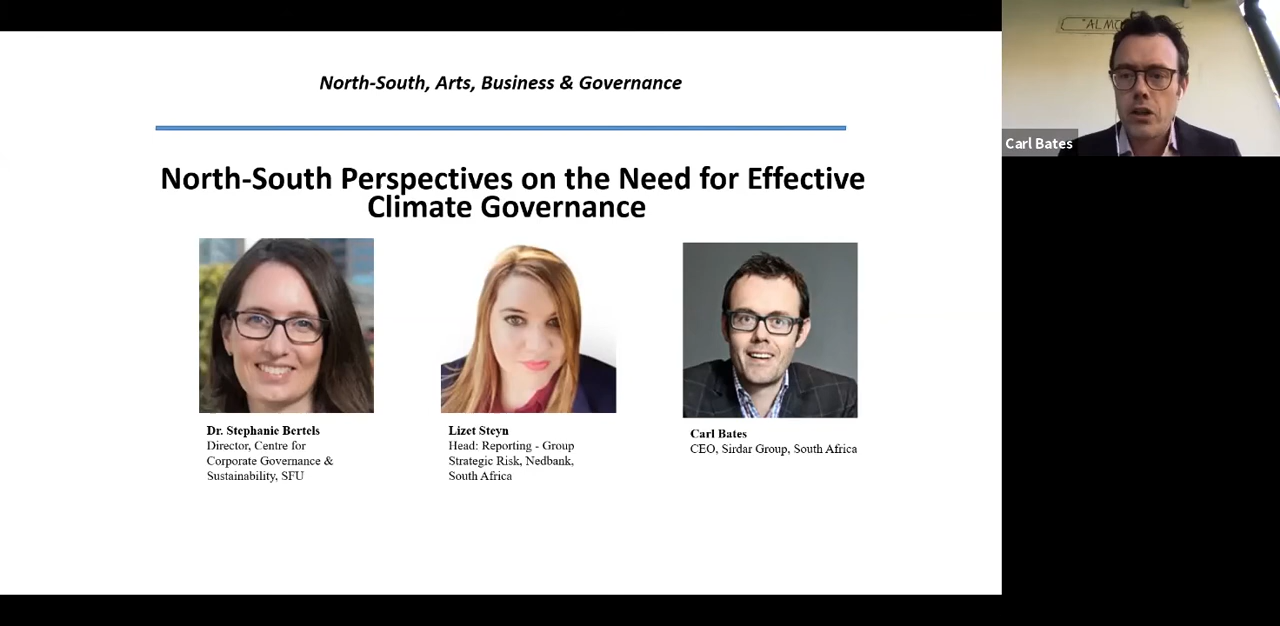 North-South, Arts, Business & Governance
North-South Perspectives on the Need for Effective
Climate Governance
Dr. Stephanie Bertels
Director, Centre for
Corporate Governance &
Sustainability, SFU
Lizet Steyn
Head: Reporting - Group
Strategic Risk, Nedbank,
South Africa
Carl Bates
CEO, Sirdar Group, South Africa
Carl Bates